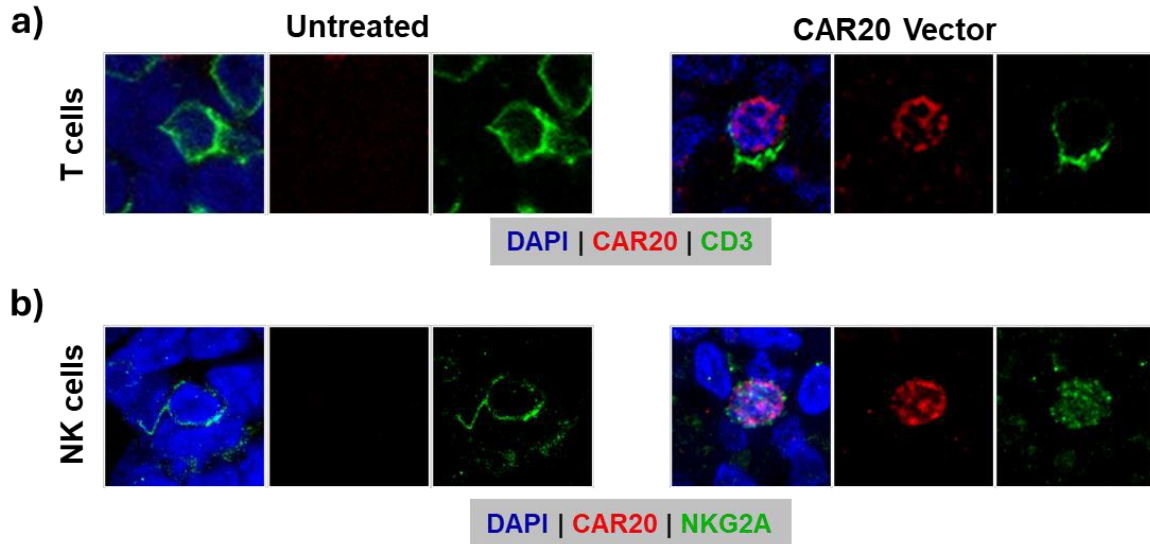 a)
Untreated
CAR20 Vector
T cells
DAPI | CAR20 | CD3
b)
NK cells
DAPI | CAR20 | NKG2A